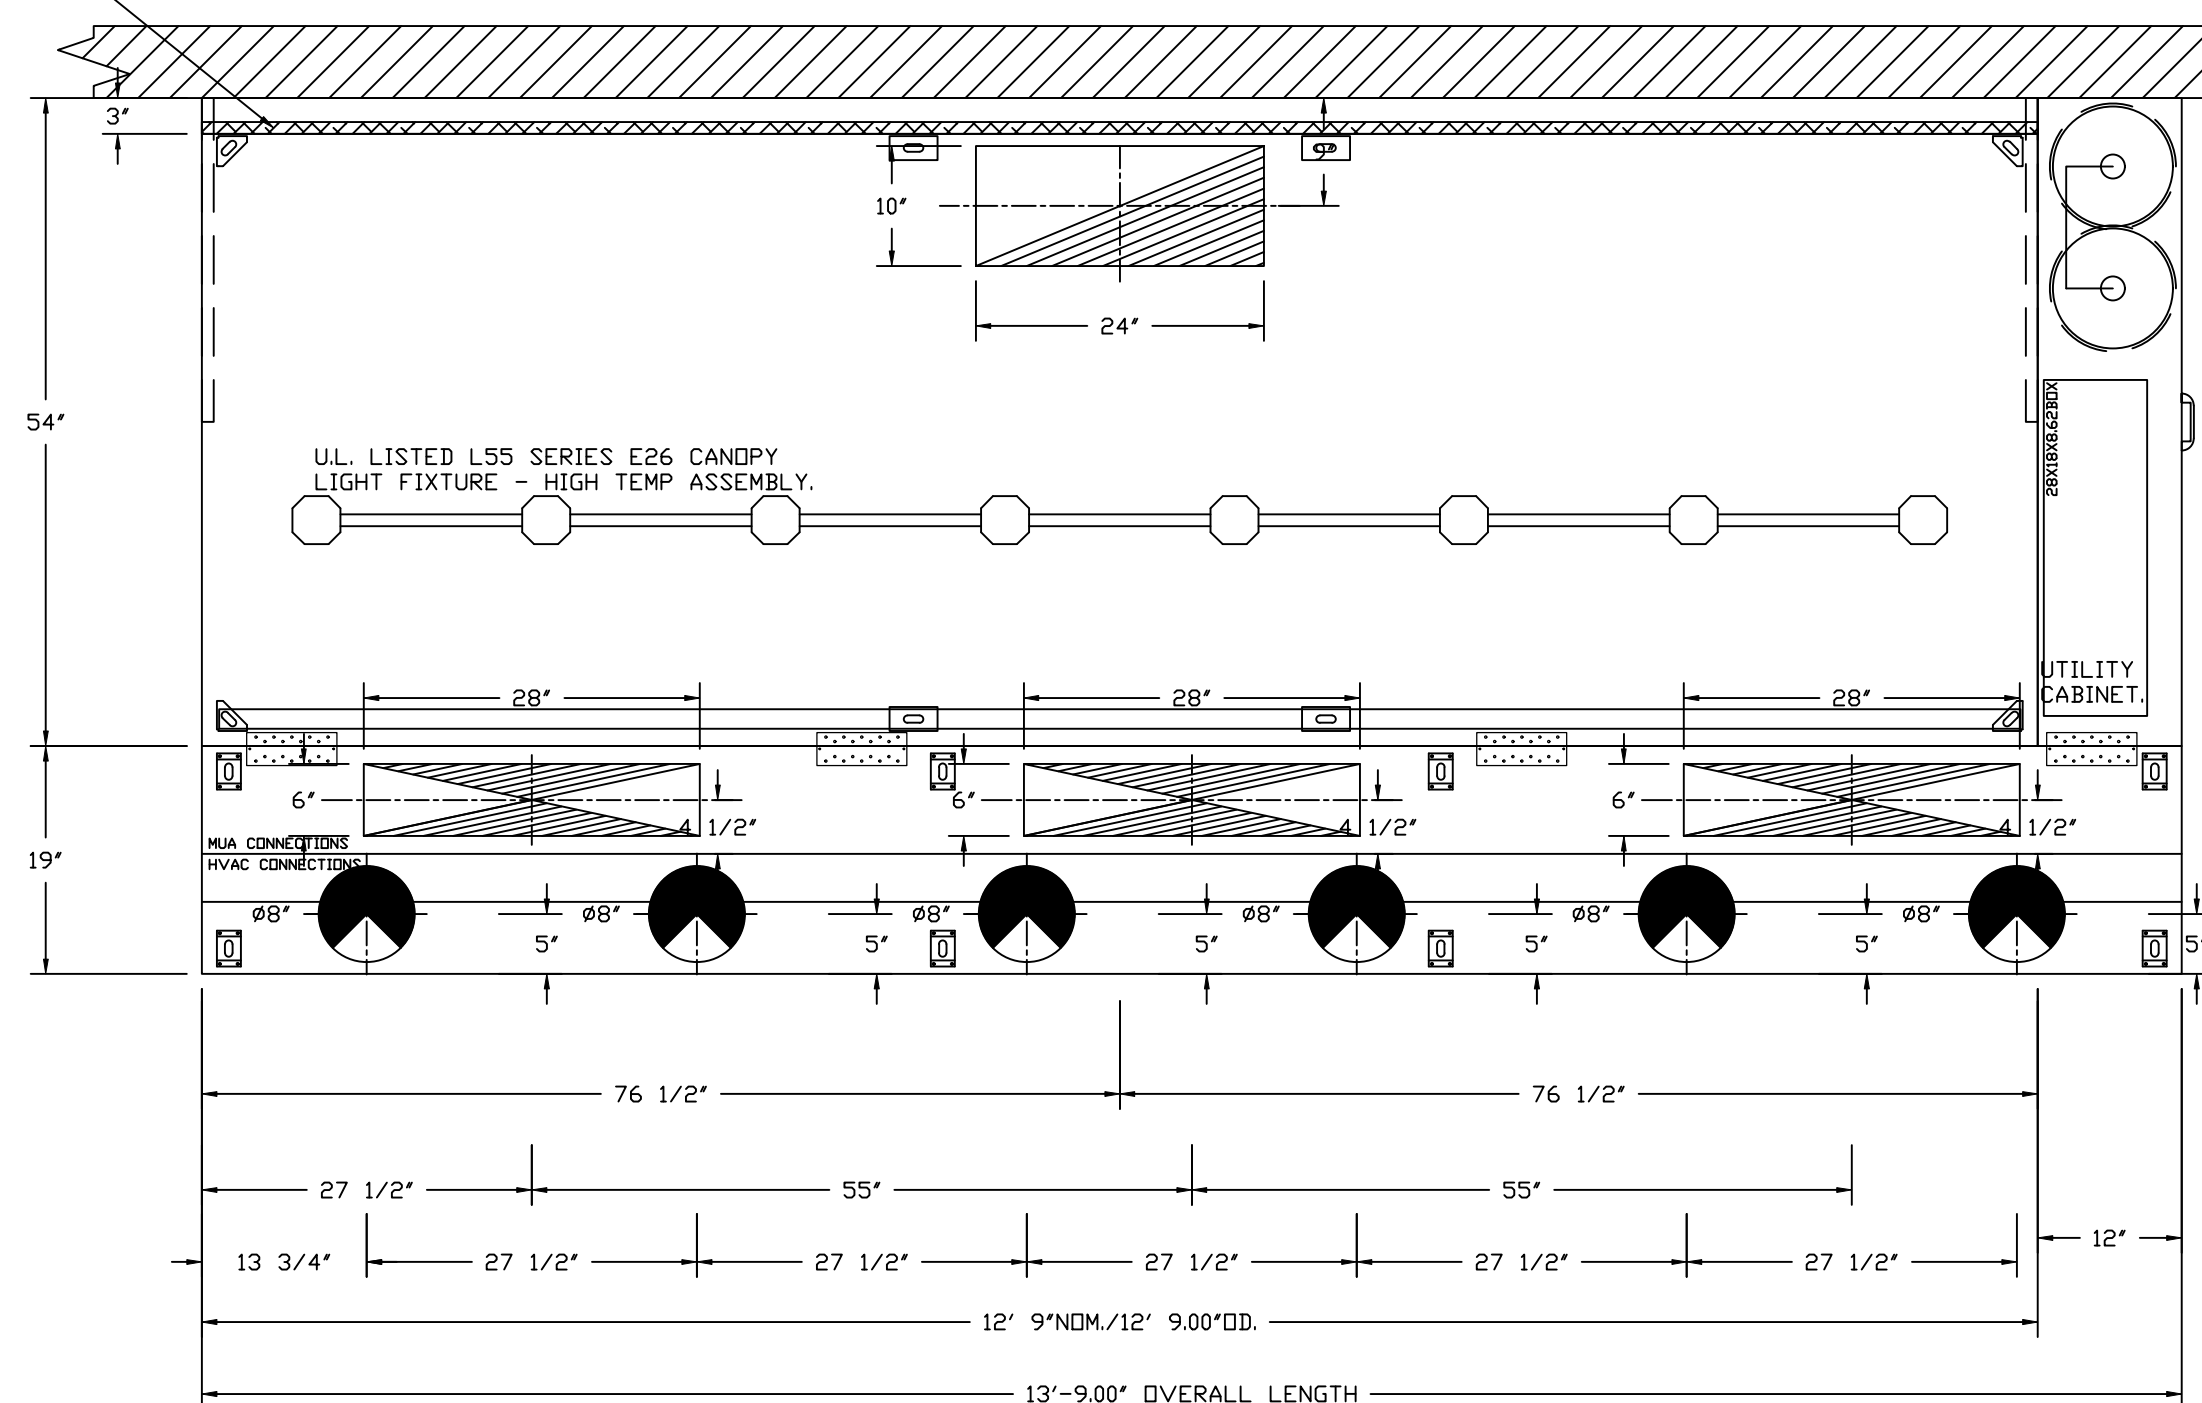 3"
9"
10"
24"
54"
28X18X8.62BOX
U.L. LISTED L55 SERIES E26 CANOPY
LIGHT FIXTURE - HIGH TEMP ASSEMBLY.
UTILITY
CABINET.
28" 28" 28"
6" 6" 6"
4 1/2" 4 1/2" 4 1/2"
MUA CONNECTIONS
19"
HVAC CONNECTIONS
ø8" ø8" ø8" ø8" ø8" ø8"
5" 5" 5" 5" 5" 5"
76 1/2" 76 1/2"
27 1/2" 55" 55"
12"
13 3/4" 27 1/2" 27 1/2" 27 1/2" 27 1/2" 27 1/2"
12' 9"NOM./12' 9.00"OD.
13'-9.00" OVERALL LENGTH